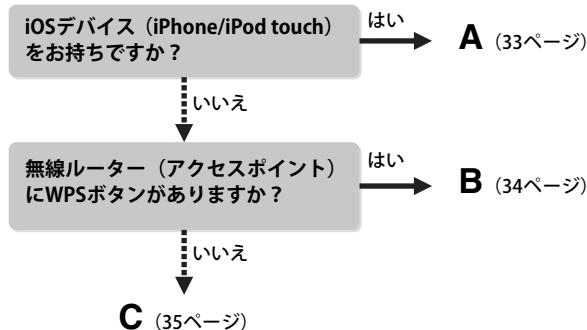 iOSデバイス（iPhone/iPod touch）
をお持ちですか？
はい
A（33ページ）
いいえ
無線ルーター（アクセスポイント）
にWPSボタンがありますか？
はい
B（34ページ）
いいえ
C（35ページ）